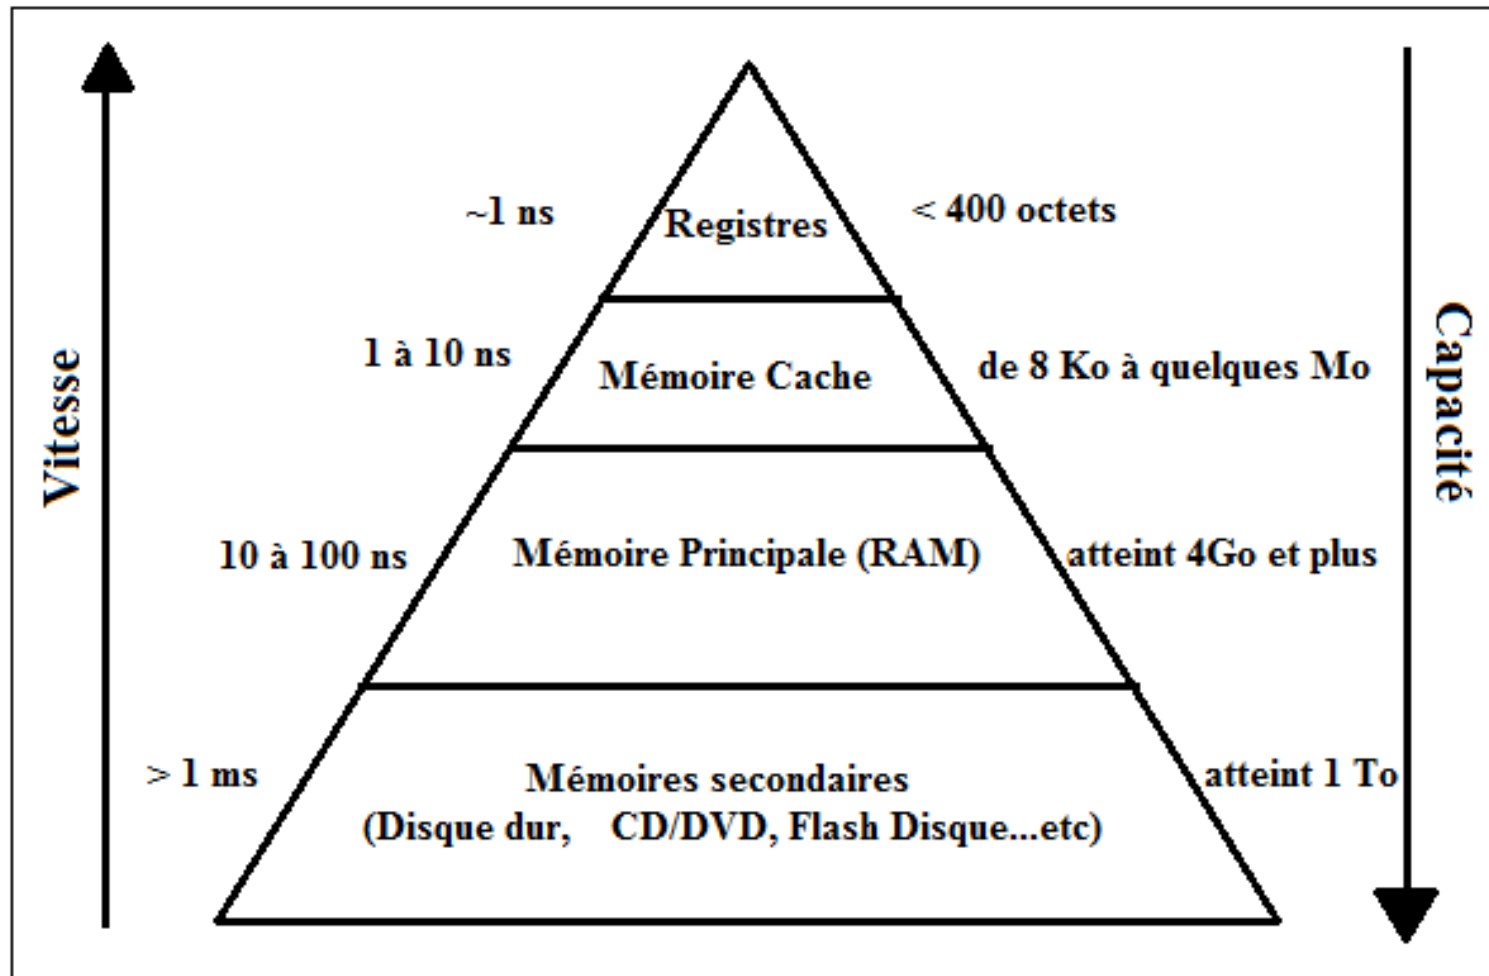 Vitesse
Capacité
~1 ns
Registres
< 400 octets
1 à 10 ns
Mémoire Cache
de 8 Ko à quelques Mo
10 à 100 ns
Mémoire Principale (RAM)
atteint 4Go et plus
> 1 ms
Mémoires secondaires
(Disque dur, CD/DVD, Flash Disque...etc)
atteint 1 To